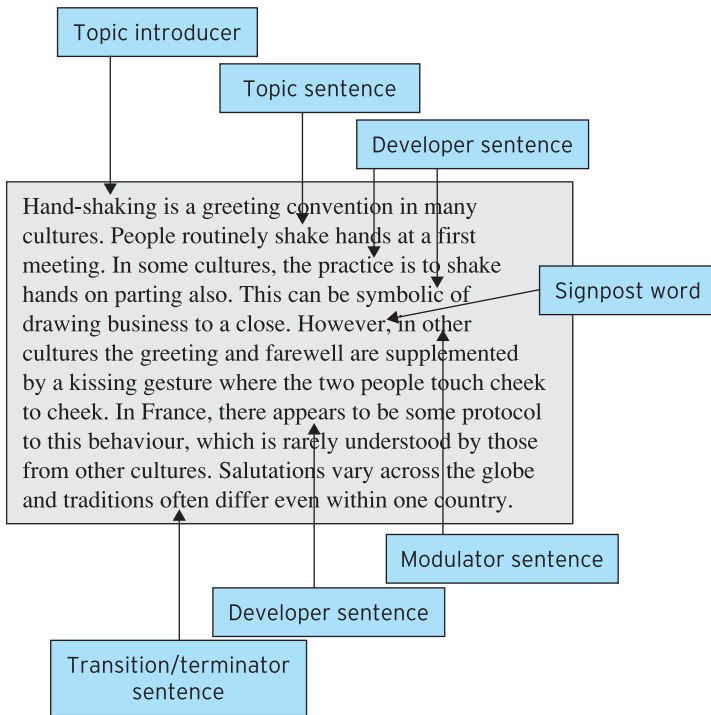 Topic introducer
Topic sentence
Developer sentence
Hand-shaking is a greeting convention in many
cultures. People routinely shake hands at a first
meeting. In some cultures, the practice is to shake
hands on parting also. This can be symbolic of
drawing business to a close. However, in other
cultures the greeting and farewell are supplemented
by a kissing gesture where the two people touch cheek
to cheek. In France, there appears to be some protocol
to this behaviour, which is rarely understood by those
from other cultures. Salutations vary across the globe
and traditions often differ even within one country.
Signpost word
Modulator sentence
Developer sentence
Transition/terminator
sentence